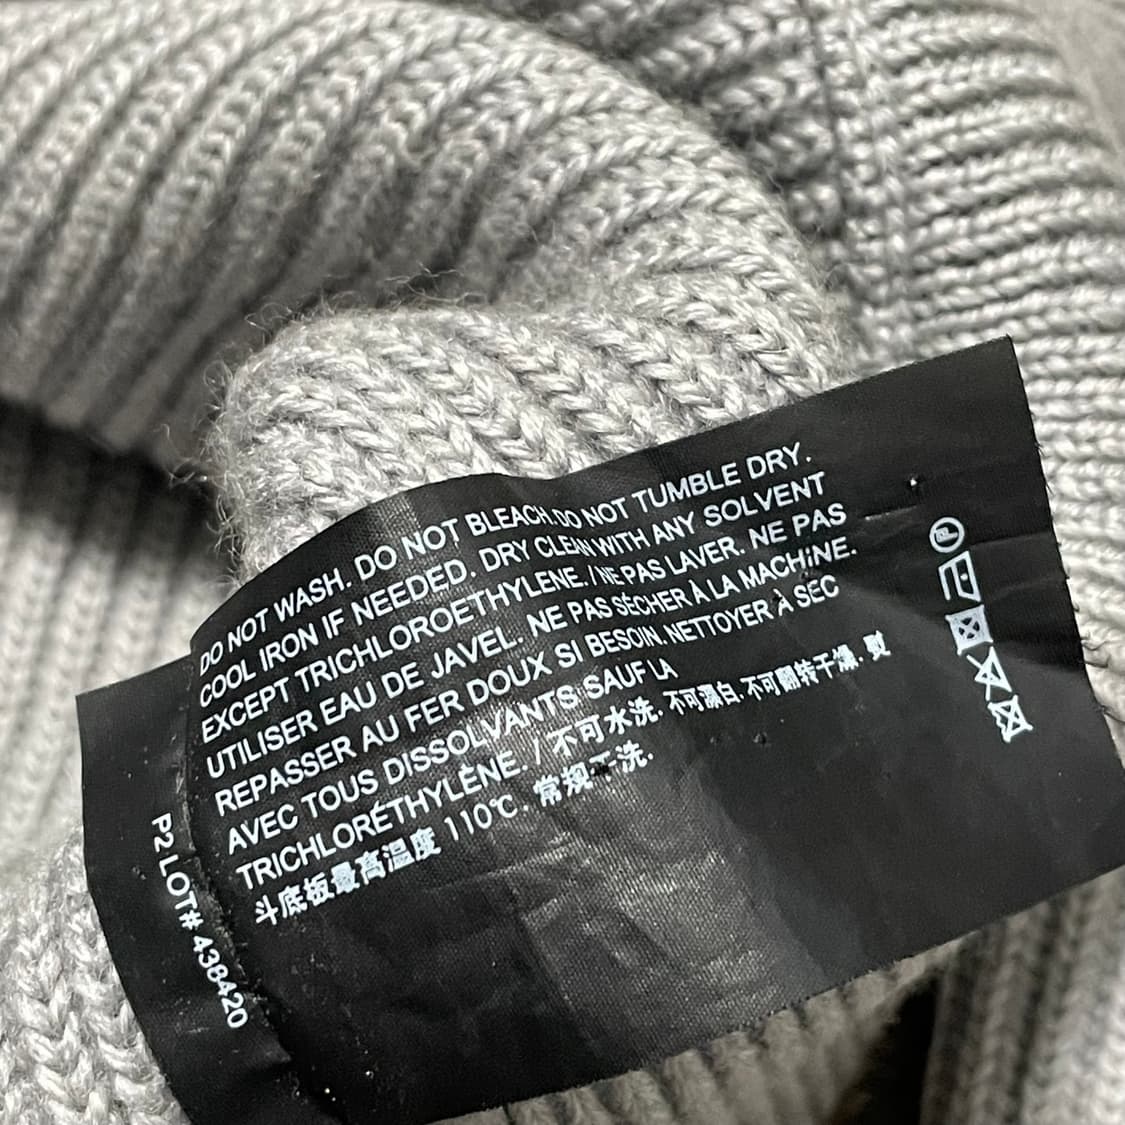 DO NOT WASH. DO NOT BLEACH. DO NOT TUMBLE DRY.
COOL IRON IF NEEDED. DRY CLEAN WITH ANY SOLVENT
EXCEPT TRICHLOROETHYLENE. / NE PAS LAVER. NE PAS
UTILISER EAU DE JAVEL. NE PAS SÉCHER À LA MACHINE.
REPASSER AU FER DOUX SI BESOIN. NETTOYER À SEC
AVEC TOUS DISSOLVANTS SAUF LA
TRICHLORÉTHYLÈNE. / 不可水洗. 不可漂白. 不可翻转干燥. 熨
斗底板最高温度 110℃. 常规干洗.
P2 LOT# 438420
P